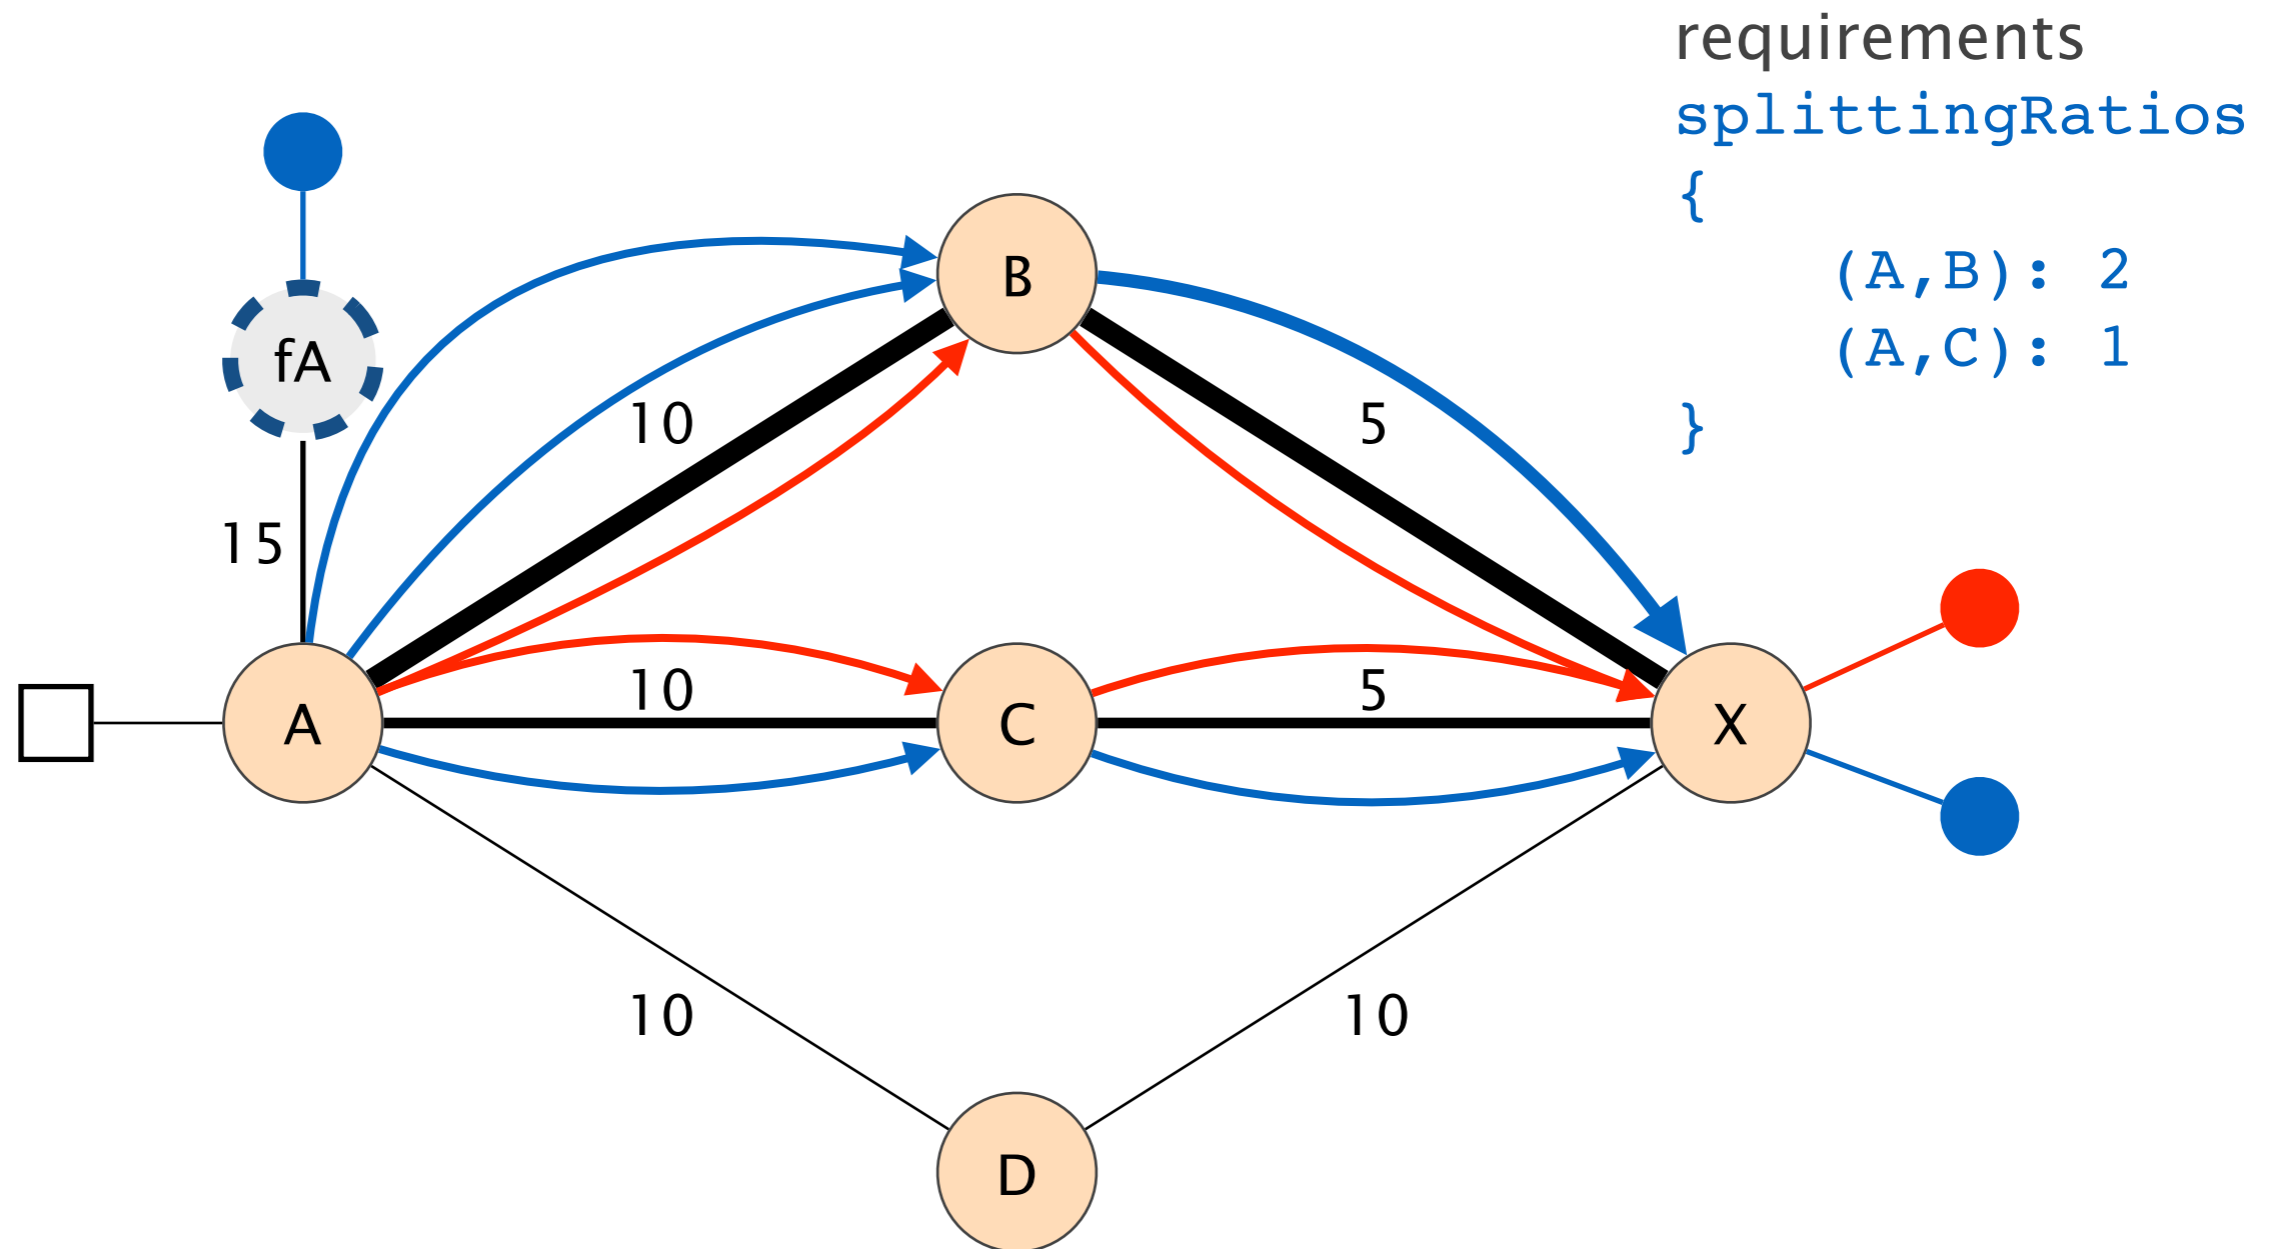 requirements
splittingRatios
{
(A,B): 2
(A,C): 1
}
fA
15
B
10
5
A
10
C
5
X
10
10
D